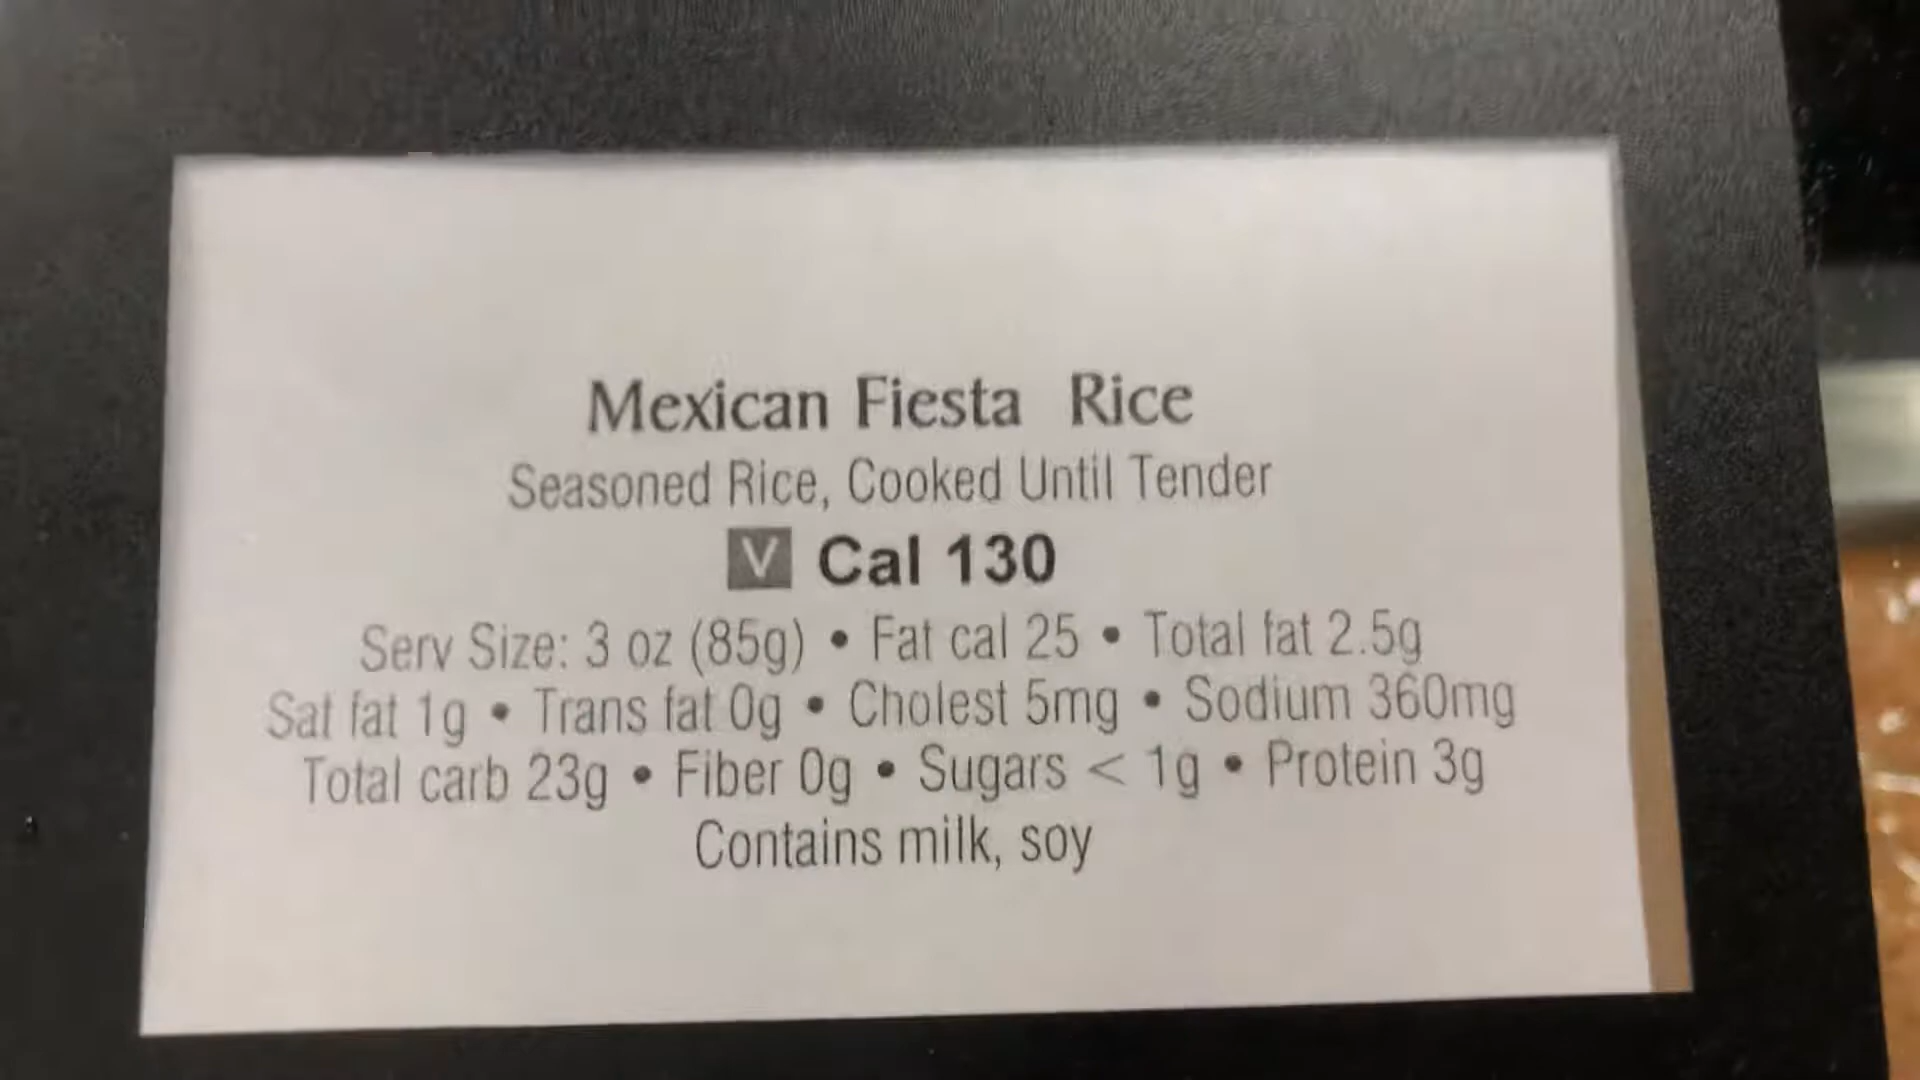 Mexican Fiesta Rice
Seasoned Rice, Cooked Until Tender
V Cal 130
Serv Size: 3 oz (85g) • Fat cal 25 • Total fat 2.5g
Sat fat 1g • Trans fat 0g • Cholest 5mg • Sodium 360mg
Total carb 23g • Fiber 0g • Sugars < 1g • Protein 3g
Contains milk, soy